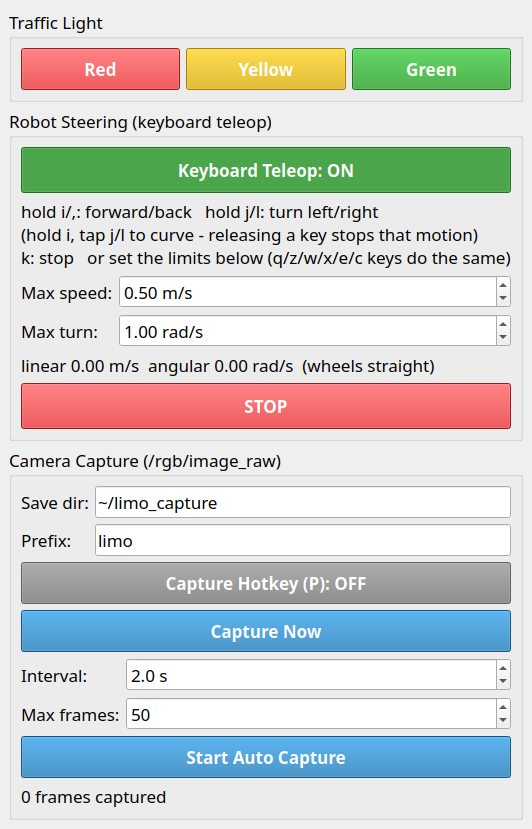 Traffic Light
Red Yellow Green
Robot Steering (keyboard teleop)
Keyboard Teleop: ON
hold i/,: forward/back   hold j/l: turn left/right
(hold i, tap j/l to curve - releasing a key stops that motion)
k: stop   or set the limits below (q/z/w/x/e/c keys do the same)
Max speed: 0.50 m/s
Max turn: 1.00 rad/s
linear 0.00 m/s  angular 0.00 rad/s  (wheels straight)
STOP
Camera Capture (/rgb/image_raw)
Save dir: ~/limo_capture
Prefix: limo
Capture Hotkey (P): OFF
Capture Now
Interval: 2.0 s
Max frames: 50
Start Auto Capture
0 frames captured